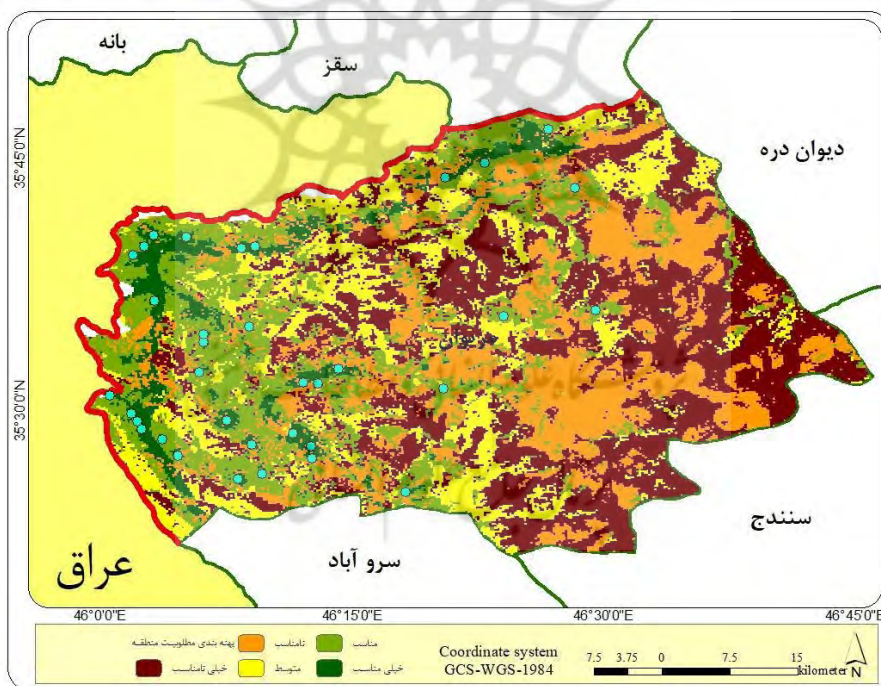 بانه
سقز
دیوان دره
مریوان
سنندج
سرو آباد
عراق
35°45'0"N
35°30'0"N
46°0'0"E
46°15'0"E
46°30'0"E
46°45'0"E
پهنه بندی مطلوبیت منطقه
نامناسب
مناسب
خیلی نامناسب
متوسط
خیلی مناسب
Coordinate system
GCS-WGS-1984
7.5 3.75 0 7.5 15
kilometer
N